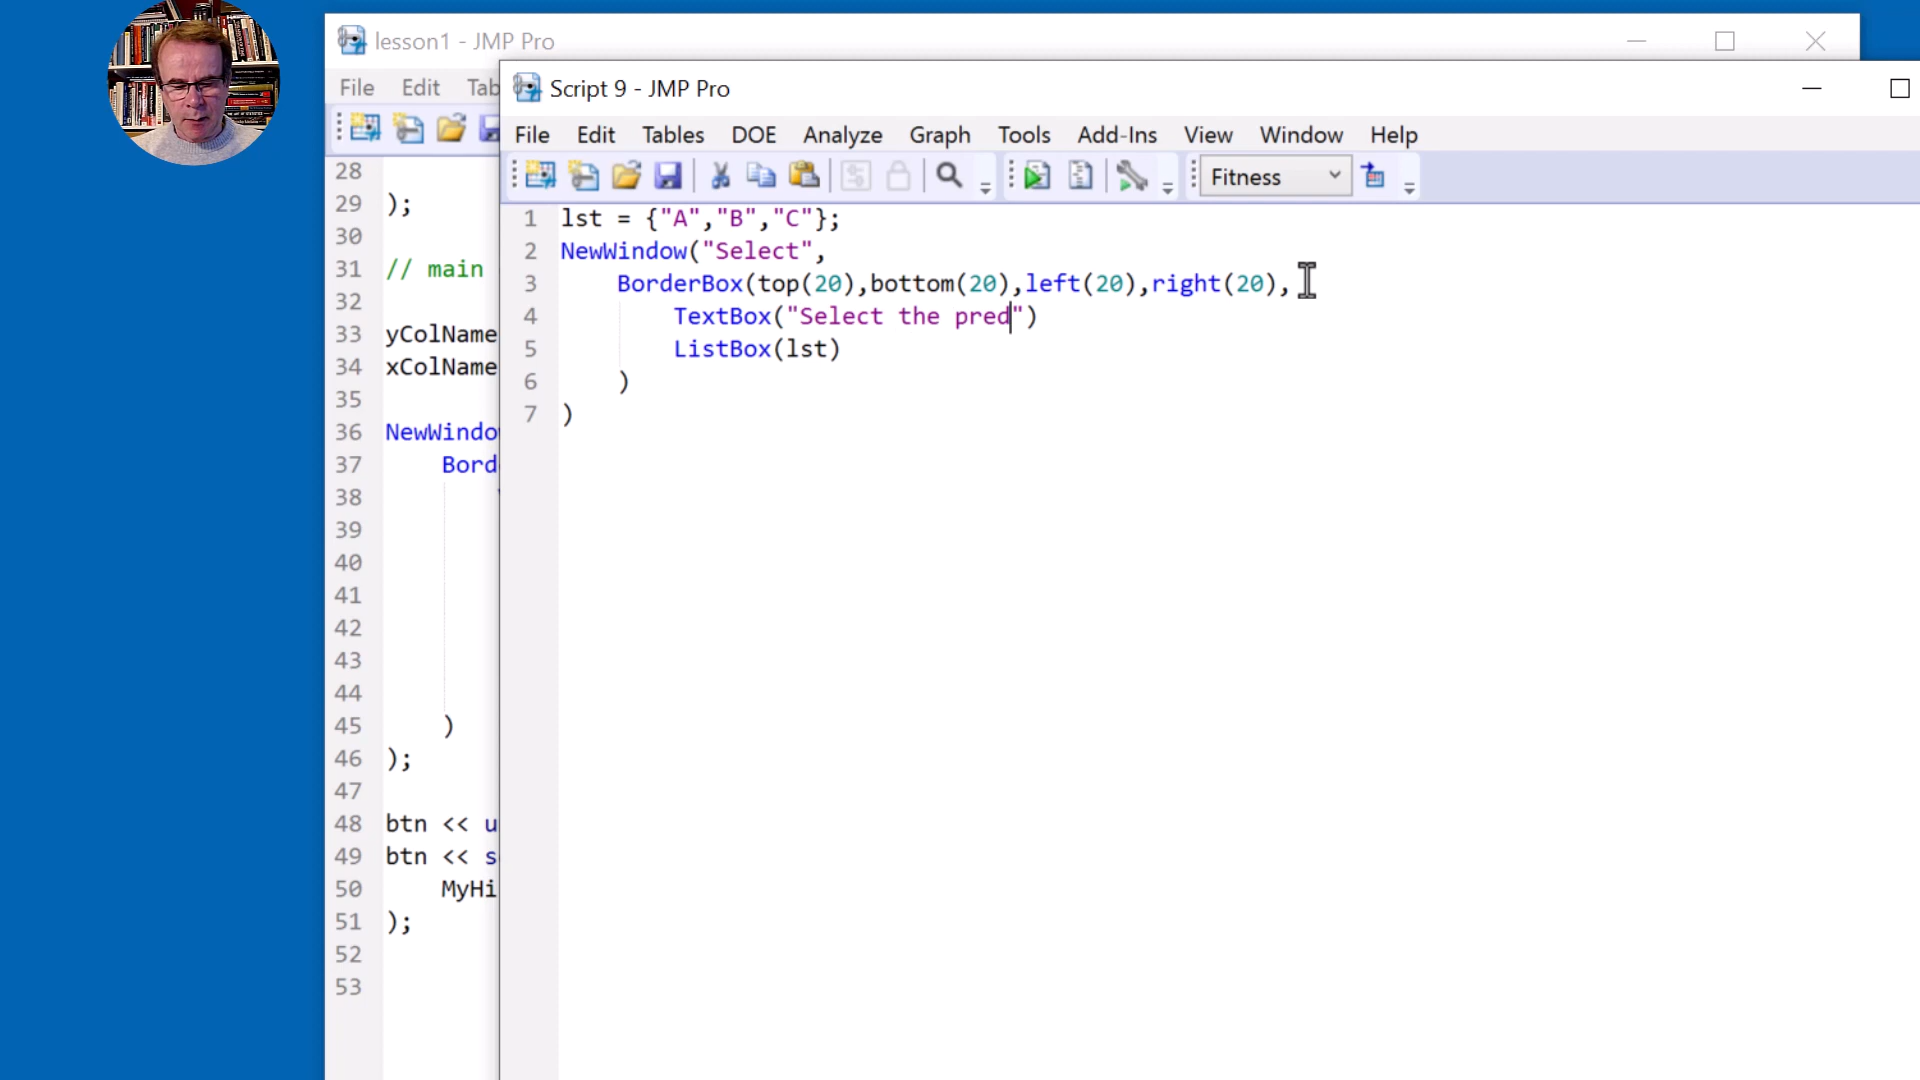 lesson1 - JMP Pro
File Edit Tab
28
29 );
30
31 // main
32
33 yColName
34 xColName
35
36 NewWindo
37 Bord
38
39
40
41
42
43
44
45 )
46 );
47
48 btn << u
49 btn << s
50 MyHi
51 );
52
53
Script 9 - JMP Pro
File Edit Tables DOE Analyze Graph Tools Add-Ins View Window Help
Fitness
1 lst = {"A","B","C"};
2 NewWindow("Select",
3 BorderBox(top(20),bottom(20),left(20),right(20),
4 TextBox("Select the pred")
5 ListBox(lst)
6 )
7 )